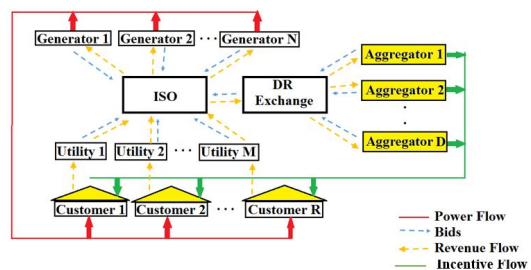 Generator 1 Generator 2 ··· Generator N
Aggregator 1
ISO
DR
Exchange
Aggregator 2
Aggregator D
Utility 1 Utility 2 ··· Utility M
Customer 1 Customer 2 ··· Customer R
Power Flow
Bids
Revenue Flow
Incentive Flow